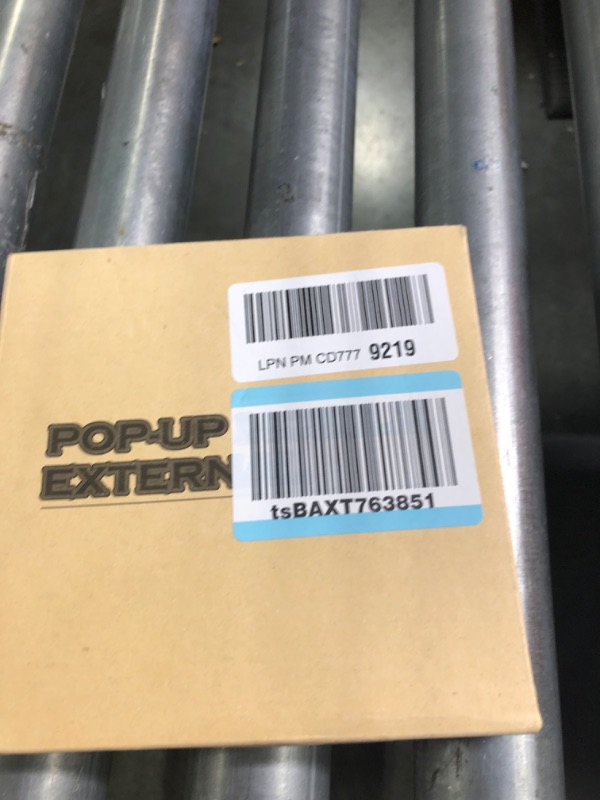 LPN PM CD777 9219
POP-UP
EXTERN
tsBAXT763851